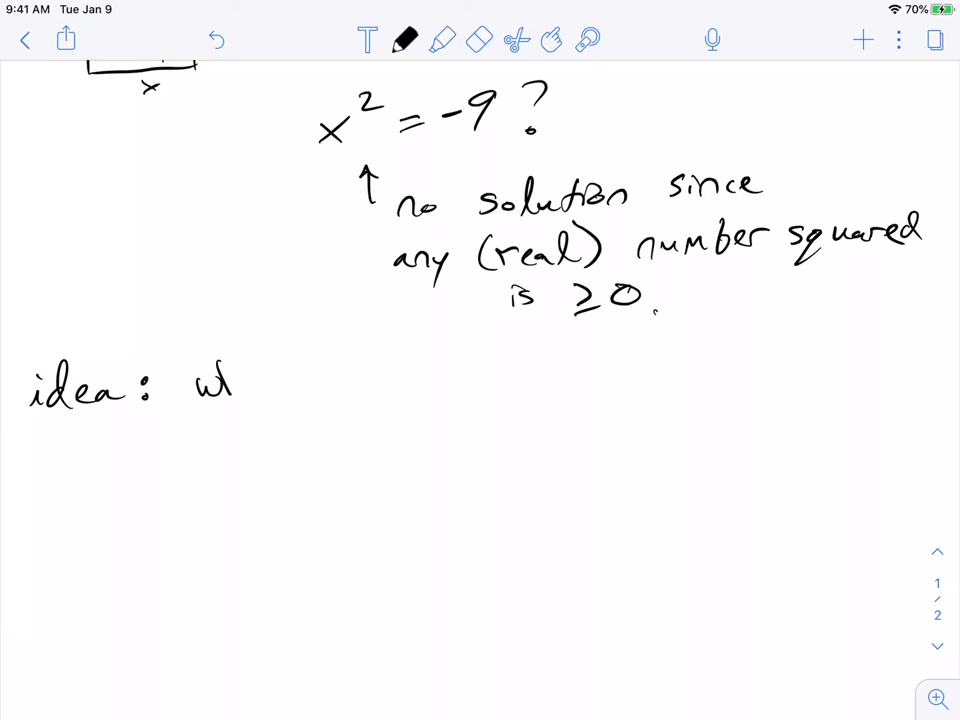 9:41 AM Tue Jan 9
70%
T
x
x² = -9 ?
↑ no solution since
any (real) number squared
is ≥ 0.
idea: wh
1
/
2